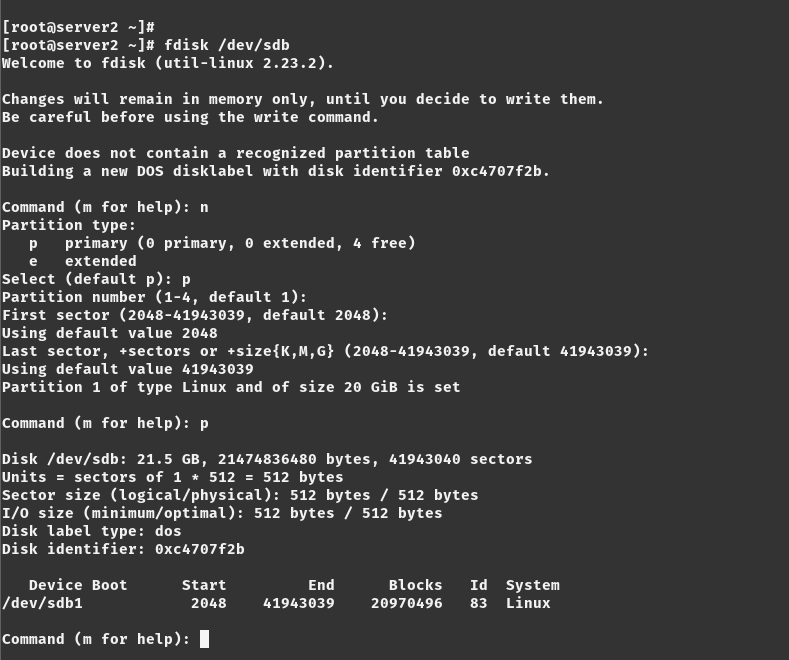 [root@server2 ~]#
[root@server2 ~]# fdisk /dev/sdb
Welcome to fdisk (util-linux 2.23.2).

Changes will remain in memory only, until you decide to write them.
Be careful before using the write command.

Device does not contain a recognized partition table
Building a new DOS disklabel with disk identifier 0xc4707f2b.

Command (m for help): n
Partition type:
   p   primary (0 primary, 0 extended, 4 free)
   e   extended
Select (default p): p
Partition number (1-4, default 1):
First sector (2048-41943039, default 2048):
Using default value 2048
Last sector, +sectors or +size{K,M,G} (2048-41943039, default 41943039):
Using default value 41943039
Partition 1 of type Linux and of size 20 GiB is set

Command (m for help): p

Disk /dev/sdb: 21.5 GB, 21474836480 bytes, 41943040 sectors
Units = sectors of 1 * 512 = 512 bytes
Sector size (logical/physical): 512 bytes / 512 bytes
I/O size (minimum/optimal): 512 bytes / 512 bytes
Disk label type: dos
Disk identifier: 0xc4707f2b

   Device Boot      Start         End      Blocks   Id  System
/dev/sdb1            2048    41943039    20970496   83  Linux

Command (m for help):